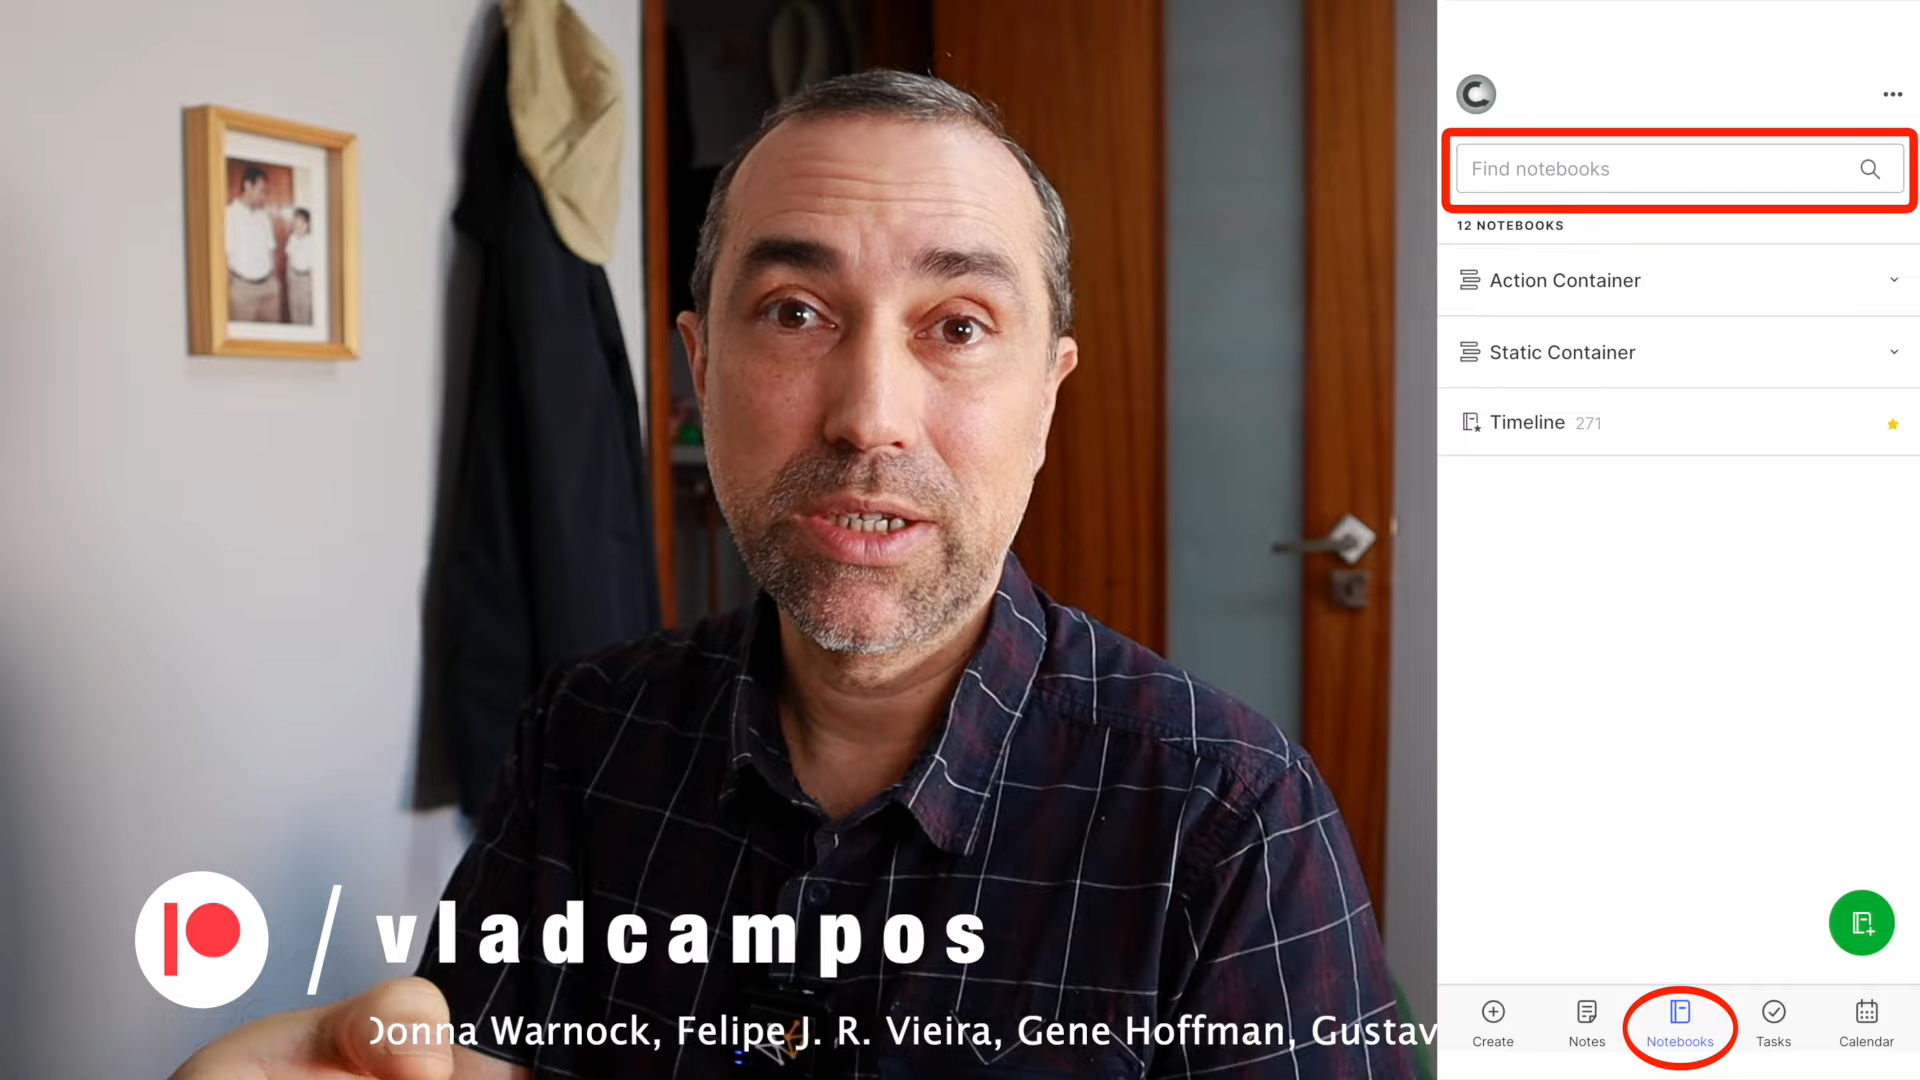 Find notebooks
12 NOTEBOOKS
Action Container
Static Container
Timeline 271
/vladcampos
Donna Warnock, Felipe J. R. Vieira, Gene Hoffman, Gustav
Create
Notes
Notebooks
Tasks
Calendar